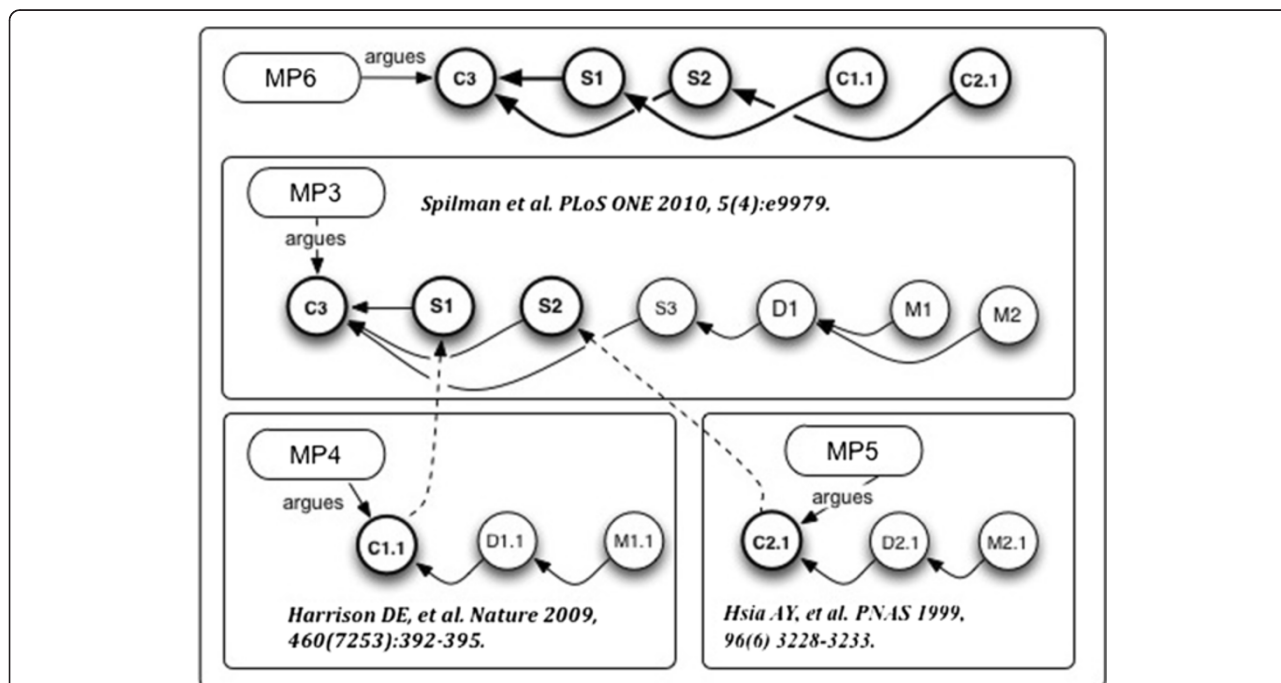 MP6
argues
C3
S1
S2
C1.1
C2.1
MP3
Spilman et al. PLoS ONE 2010, 5(4):e9979.
argues
C3
S1
S2
S3
D1
M1
M2
MP4
argues
C1.1
D1.1
M1.1
Harrison DE, et al. Nature 2009,
460(7253):392-395.
MP5
argues
C2.1
D2.1
M2.1
Hsia AY, et al. PNAS 1999,
96(6) 3228-3233.